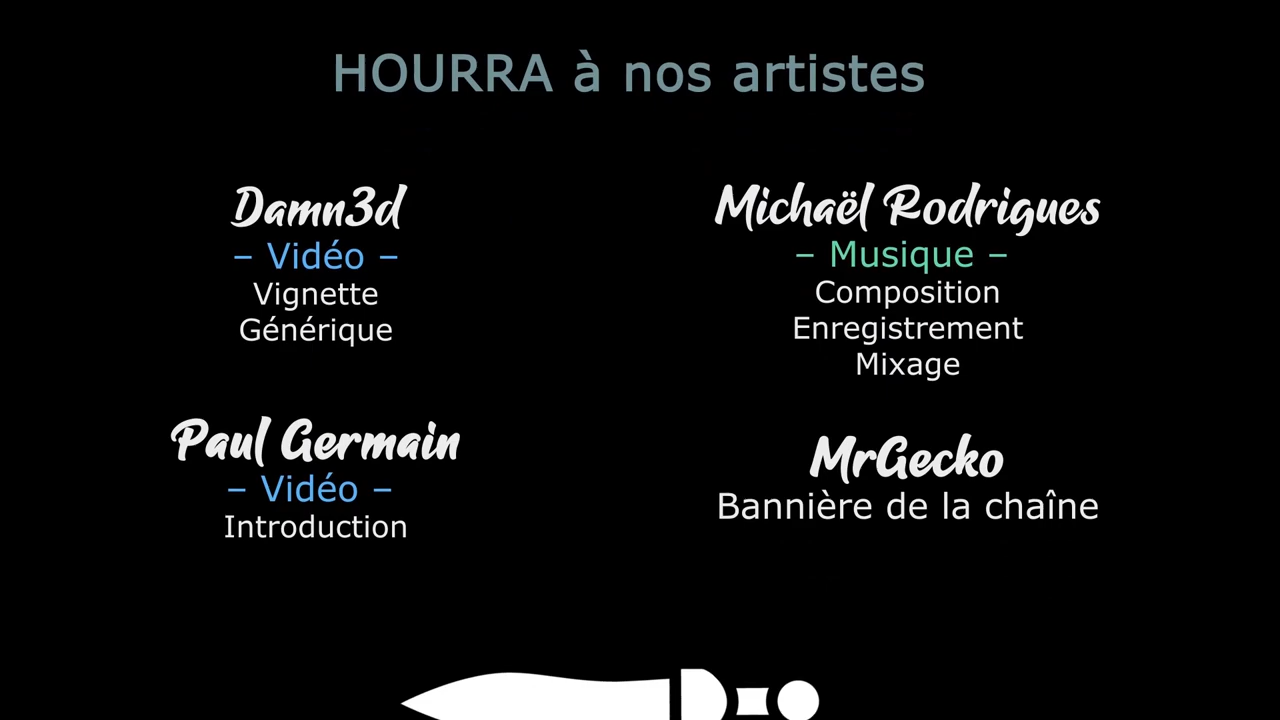 HOURRA à nos artistes
Damn3d
– Vidéo –
Vignette
Générique
Michaël Rodrigues
– Musique –
Composition
Enregistrement
Mixage
Paul Germain
– Vidéo –
Introduction
MrGecko
Bannière de la chaîne